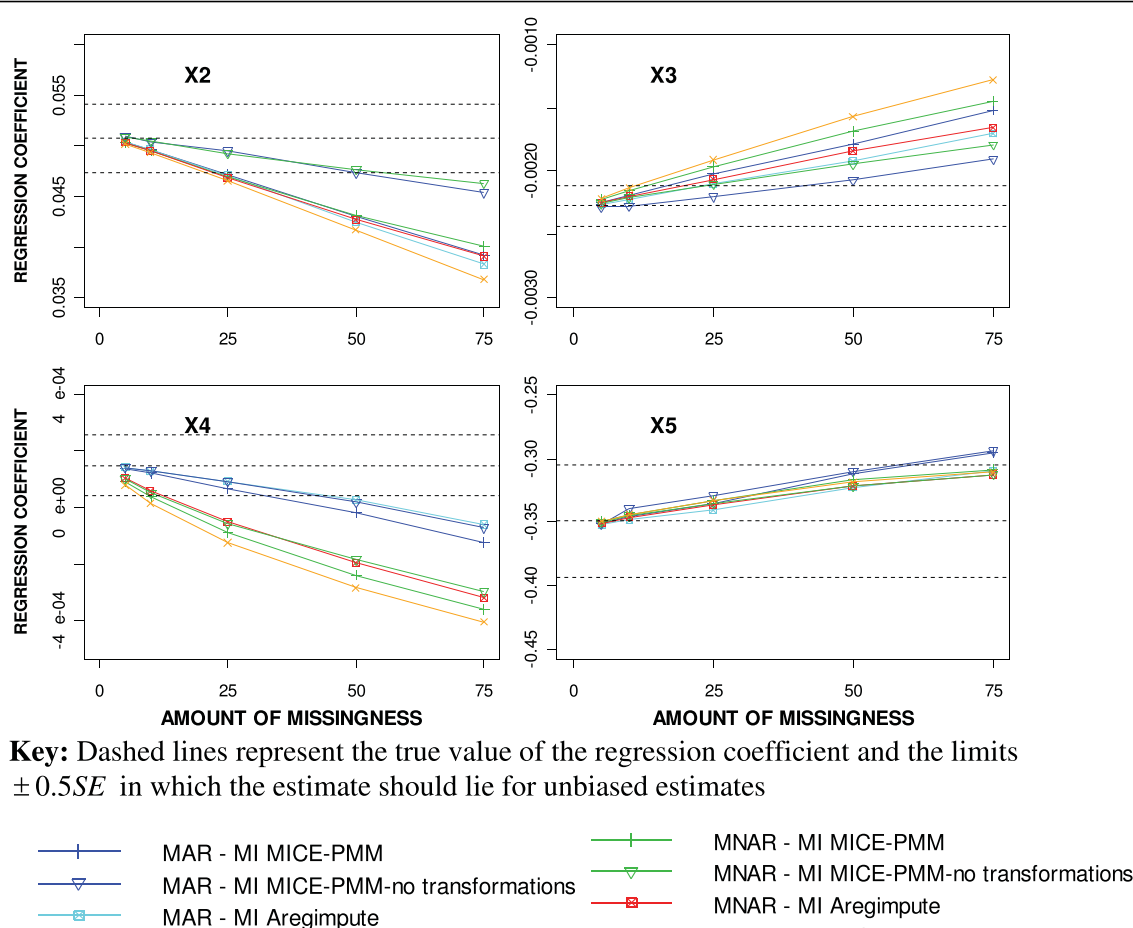 X2
X3
REGRESSION COEFFICIENT
0.035 0.045 0.055
-0.0030 -0.0020 -0.0010
0 25 50 75
0 25 50 75
X4
X5
REGRESSION COEFFICIENT
-4 e-04 0 e+00 4 e-04
-0.45 -0.40 -0.35 -0.30 -0.25
0 25 50 75
0 25 50 75
AMOUNT OF MISSINGNESS
AMOUNT OF MISSINGNESS
Key: Dashed lines represent the true value of the regression coefficient and the limits
±0.5SE in which the estimate should lie for unbiased estimates
MAR - MI MICE-PMM
MAR - MI MICE-PMM-no transformations
MAR - MI Aregimpute
MNAR - MI MICE-PMM
MNAR - MI MICE-PMM-no transformations
MNAR - MI Aregimpute